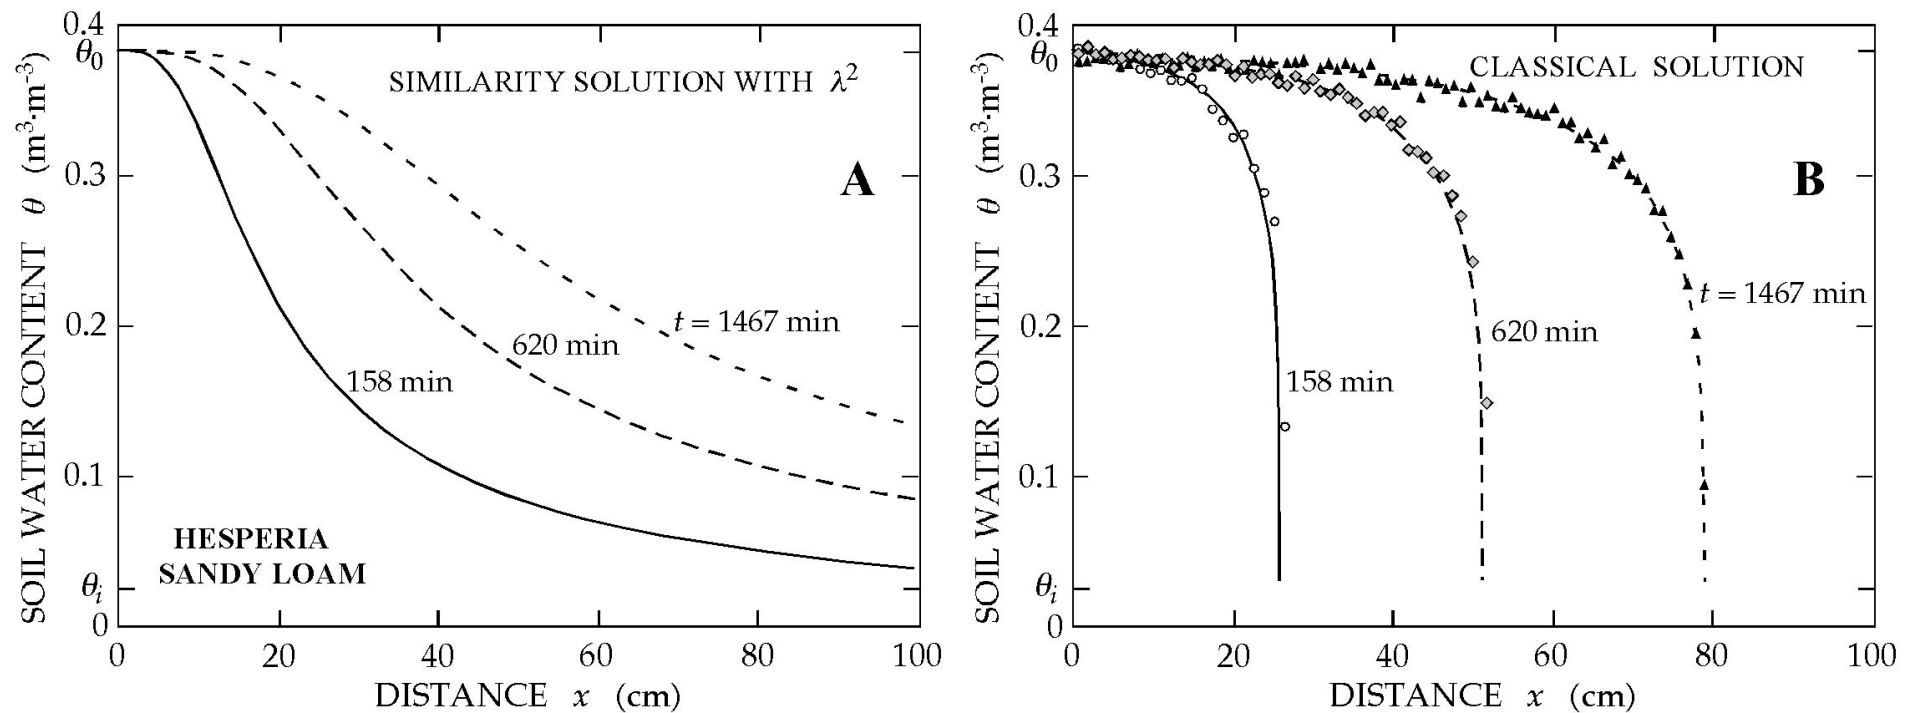 SOIL WATER CONTENT θ (m³·m⁻³)
0.4
θ₀
0.3
0.2
0.1
θᵢ
0
SIMILARITY SOLUTION WITH λ²
A
t = 1467 min
620 min
158 min
HESPERIA
SANDY LOAM
0 20 40 60 80 100
DISTANCE x (cm)
SOIL WATER CONTENT θ (m³·m⁻³)
0.4
θ₀
0.3
0.2
0.1
θᵢ
0
CLASSICAL SOLUTION
B
t = 1467 min
620 min
158 min
0 20 40 60 80 100
DISTANCE x (cm)